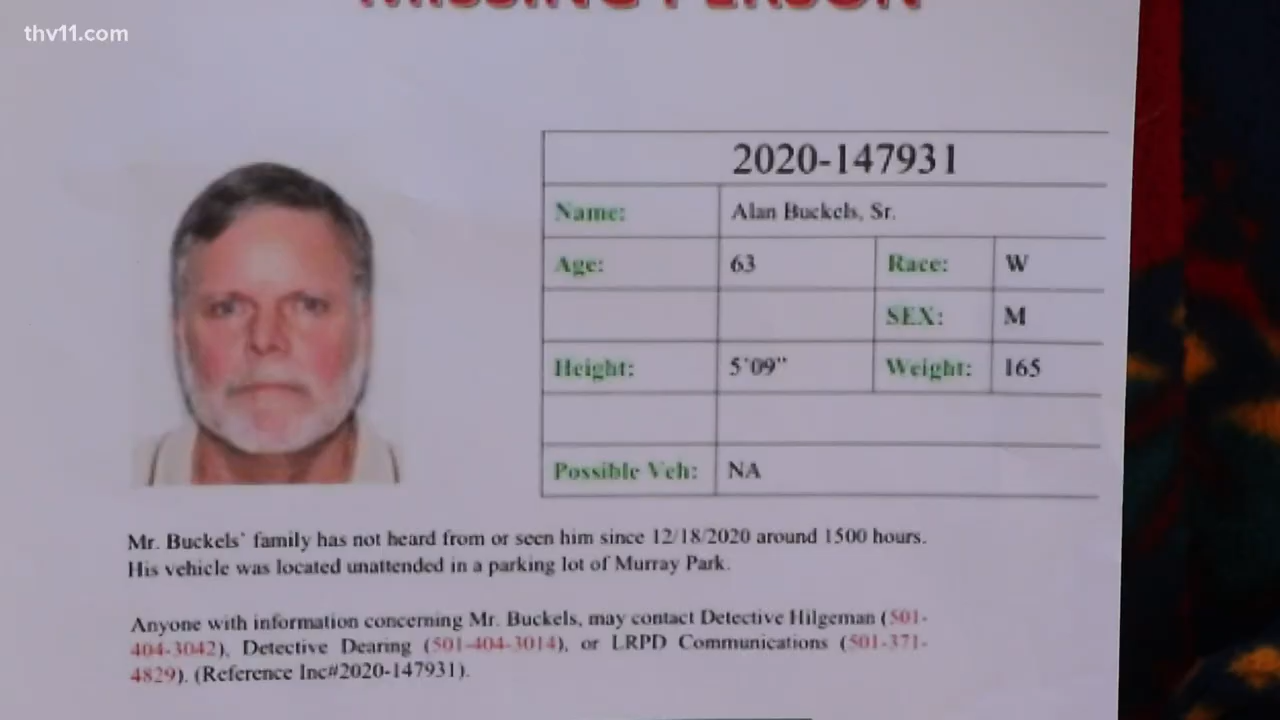 thv11.com
MISSING PERSON
2020-147931
Name: Alan Buckels, Sr.
Age: 63 Race: W
SEX: M
Height: 5'09" Weight: 165
Possible Veh: NA
Mr. Buckels' family has not heard from or seen him since 12/18/2020 around 1500 hours.
His vehicle was located unattended in a parking lot of Murray Park.
Anyone with information concerning Mr. Buckels, may contact Detective Hilgeman (501-
404-3042), Detective Dearing (501-404-3014), or LRPD Communications (501-371-
4829). (Reference Inc#2020-147931).